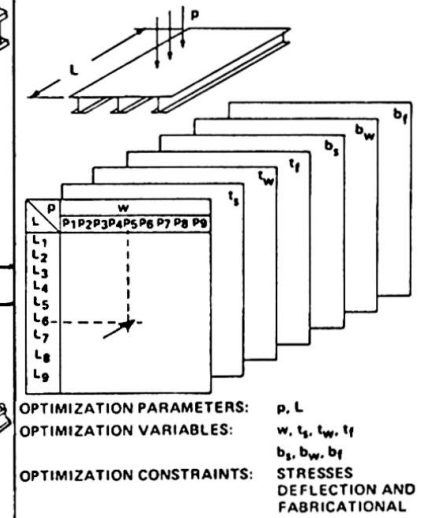 p
L
b_f
b_w
b_s
t_f
t_w
t_s
p w
L P1 P2 P3 P4 P5 P6 P7 P8 P9
L1
L2
L3
L4
L5
L6
L7
L8
L9
OPTIMIZATION PARAMETERS: p, L
OPTIMIZATION VARIABLES: w, t_s, t_w, t_f
b_s, b_w, b_f
OPTIMIZATION CONSTRAINTS: STRESSES
DEFLECTION AND
FABRICATIONAL